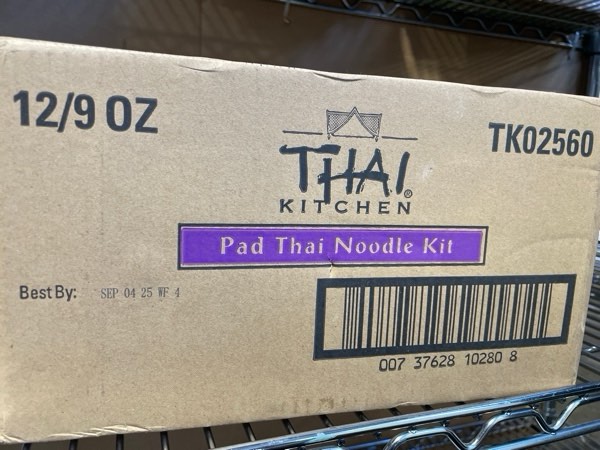 12/9 OZ
TK02560
THAI®
KITCHEN
Pad Thai Noodle Kit
Best By: SEP 04 25 WF 4
007 37628 10280 8